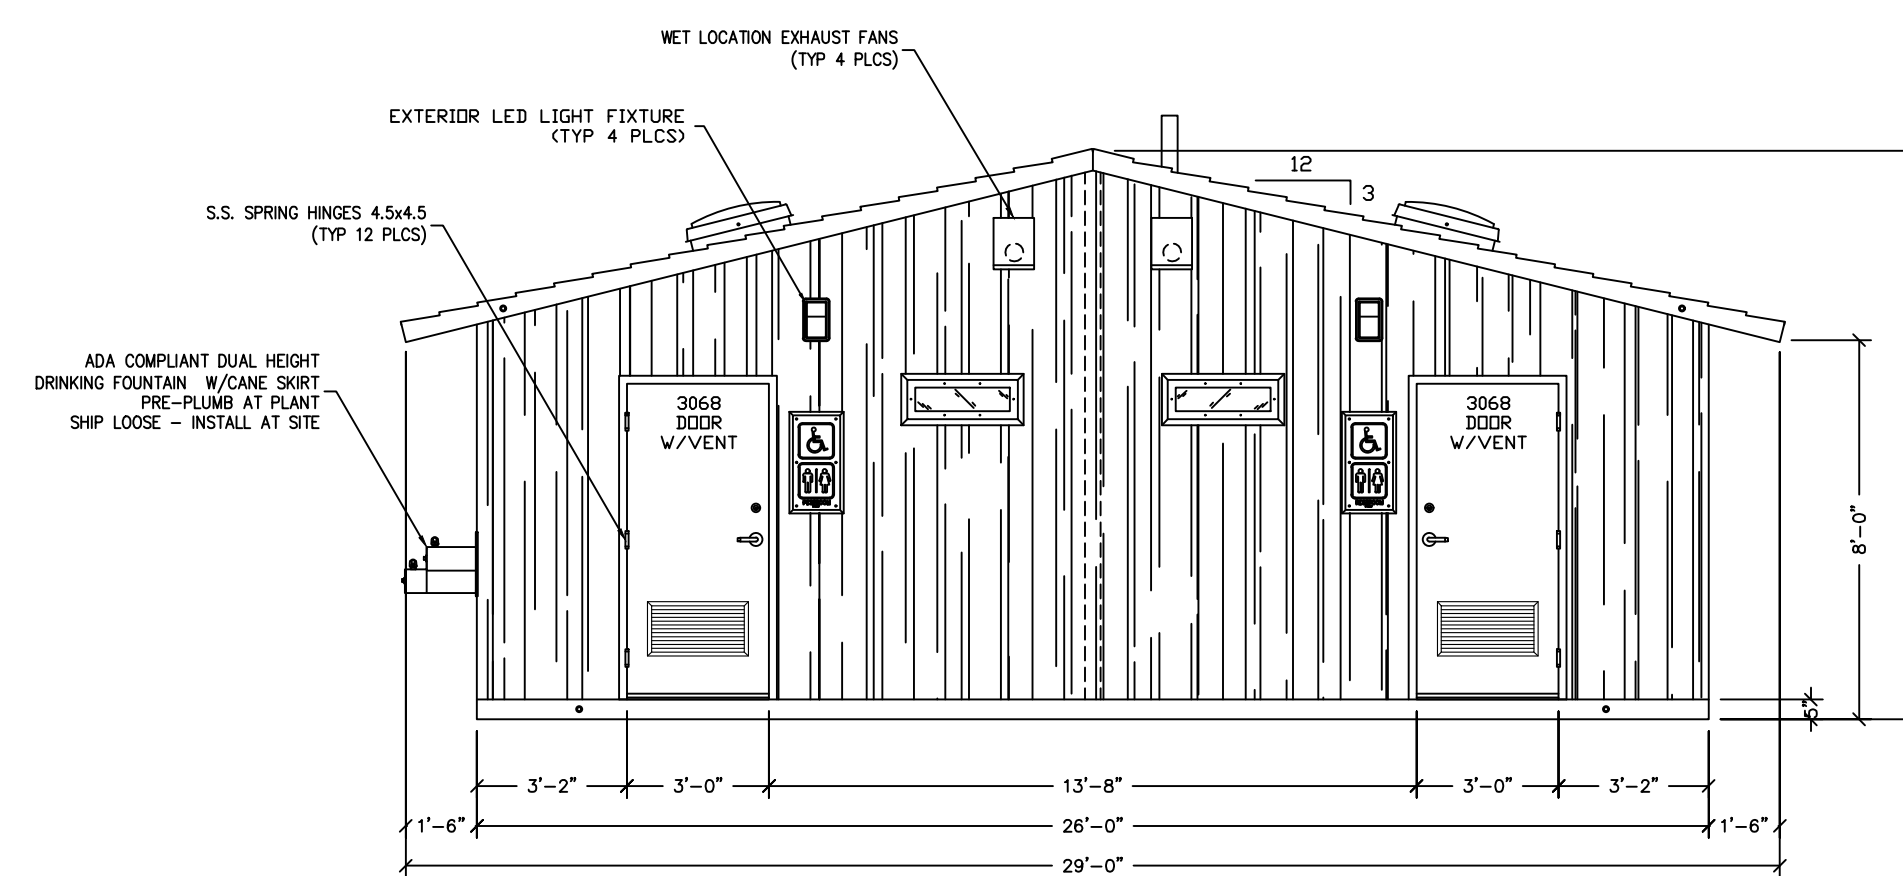 WET LOCATION EXHAUST FANS
(TYP 4 PLCS)
EXTERIOR LED LIGHT FIXTURE
(TYP 4 PLCS)
12
3
S.S. SPRING HINGES 4.5x4.5
(TYP 12 PLCS)
ADA COMPLIANT DUAL HEIGHT
DRINKING FOUNTAIN W/CANE SKIRT
PRE-PLUMB AT PLANT
SHIP LOOSE - INSTALL AT SITE
3068
DOOR
W/VENT
3068
DOOR
W/VENT
8'-0"
5"
3'-2"
3'-0"
13'-8"
3'-0"
3'-2"
1'-6"
26'-0"
1'-6"
29'-0"